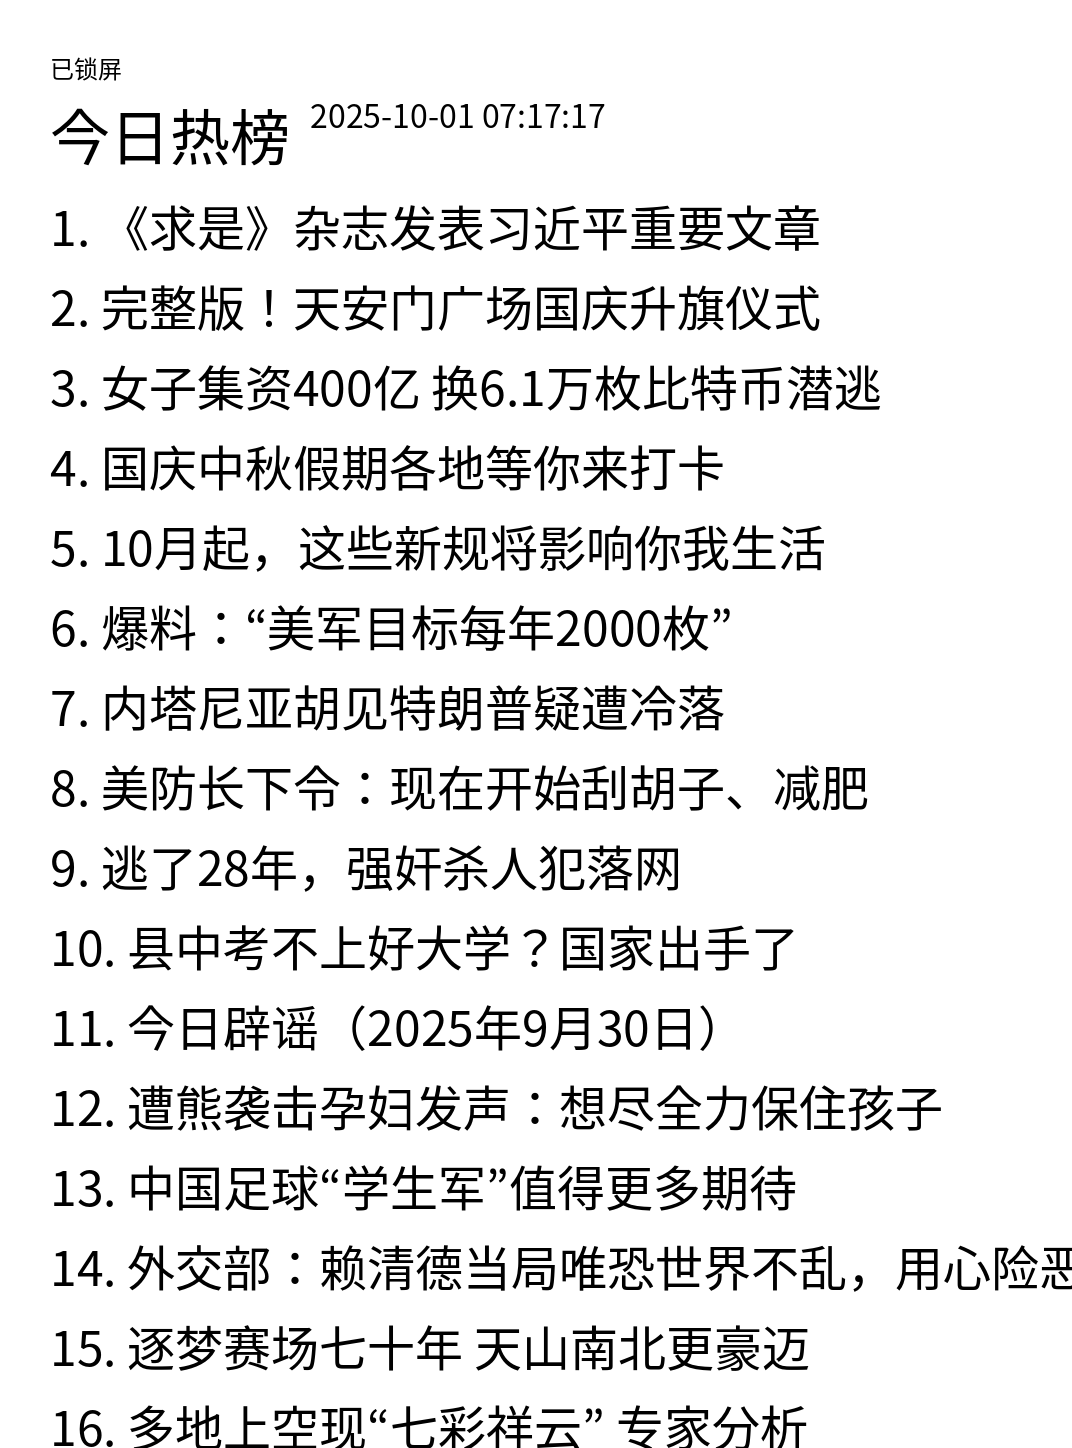 已锁屏
今日热榜 2025-10-01 07:17:17
1. 《求是》杂志发表习近平重要文章
2. 完整版！天安门广场国庆升旗仪式
3. 女子集资400亿 换6.1万枚比特币潜逃
4. 国庆中秋假期各地等你来打卡
5. 10月起，这些新规将影响你我生活
6. 爆料：“美军目标每年2000枚”
7. 内塔尼亚胡见特朗普疑遭冷落
8. 美防长下令：现在开始刮胡子、减肥
9. 逃了28年，强奸杀人犯落网
10. 县中考不上好大学？国家出手了
11. 今日辟谣（2025年9月30日）
12. 遭熊袭击孕妇发声：想尽全力保住孩子
13. 中国足球“学生军”值得更多期待
14. 外交部：赖清德当局唯恐世界不乱，用心险恶
15. 逐梦赛场七十年 天山南北更豪迈
16. 多地上空现“七彩祥云” 专家分析